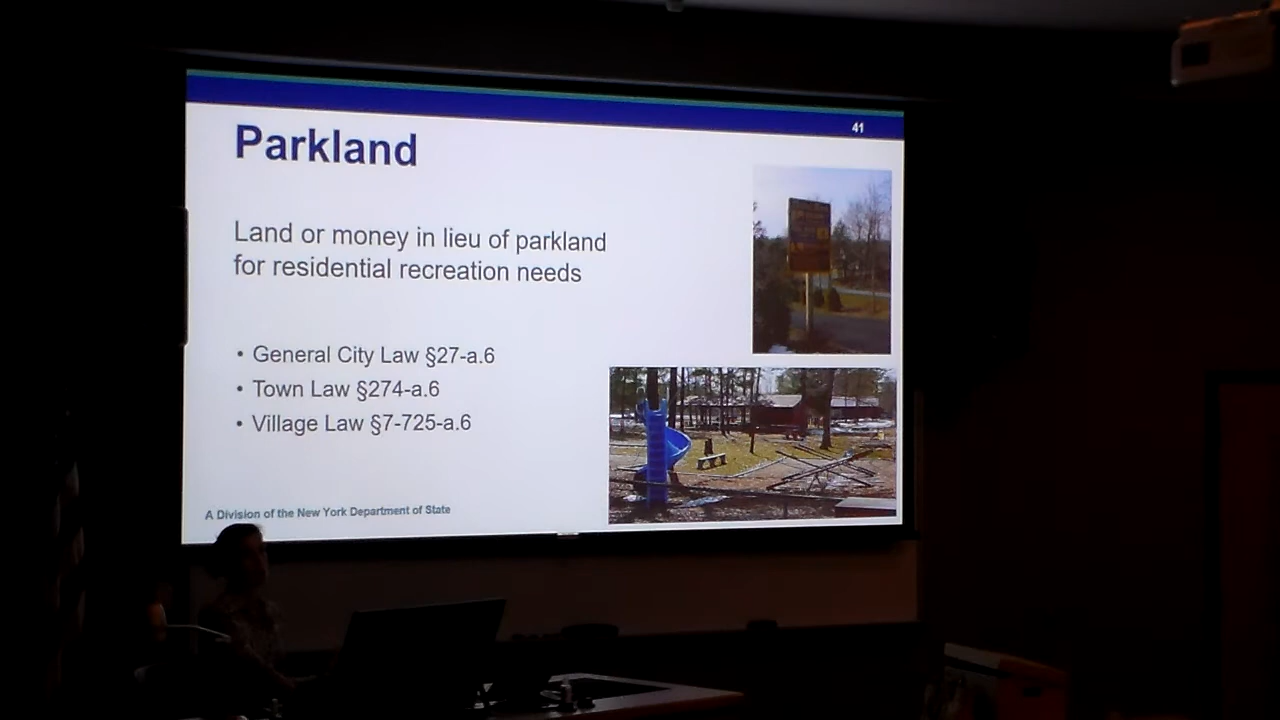 41
Parkland
Land or money in lieu of parkland
for residential recreation needs
• General City Law §27-a.6
• Town Law §274-a.6
• Village Law §7-725-a.6
A Division of the New York Department of State